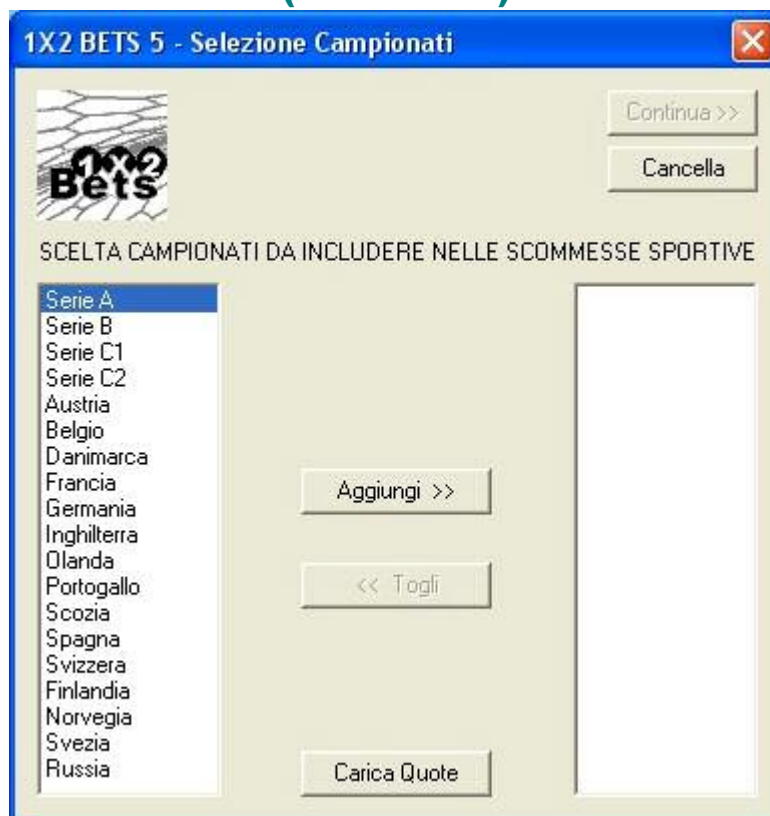 1X2 BETS 5 - Selezione Campionati
Continua >>
1X2
Bets
Cancella
SCELTA CAMPIONATI DA INCLUDERE NELLE SCOMMESSE SPORTIVE
Serie A
Serie B
Serie C1
Serie C2
Austria
Belgio
Danimarca
Francia
Germania
Inghilterra
Olanda
Portogallo
Scozia
Spagna
Svizzera
Finlandia
Norvegia
Svezia
Russia
Aggiungi >>
<< Togli
Carica Quote